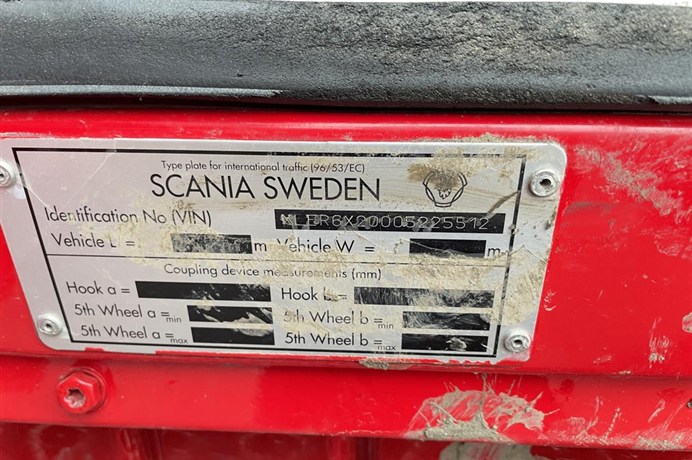 Type plate for international traffic (96/53/EC)
SCANIA SWEDEN
Identification No (VIN) XLER6X20005225512
Vehicle L = m Vehicle W = m
Coupling device measurements (mm)
Hook a = Hook b =
5th Wheel a =min 5th Wheel b =min
5th Wheel a =max 5th Wheel b =max